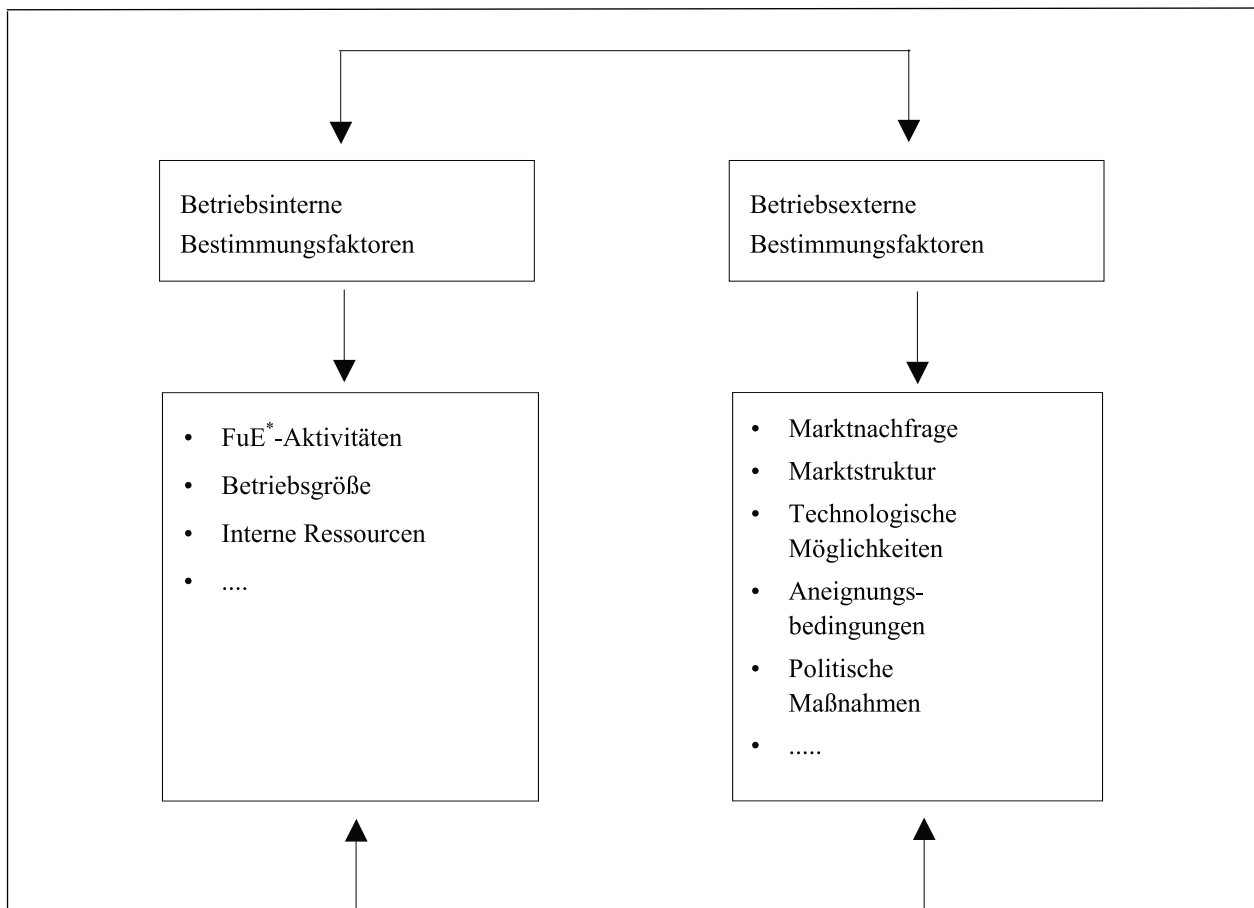 Betriebsinterne
Bestimmungsfaktoren
Betriebsexterne
Bestimmungsfaktoren
• FuE*-Aktivitäten
• Betriebsgröße
• Interne Ressourcen
• ....
• Marktnachfrage
• Marktstruktur
• Technologische
Möglichkeiten
• Aneignungs-
bedingungen
• Politische
Maßnahmen
• .....